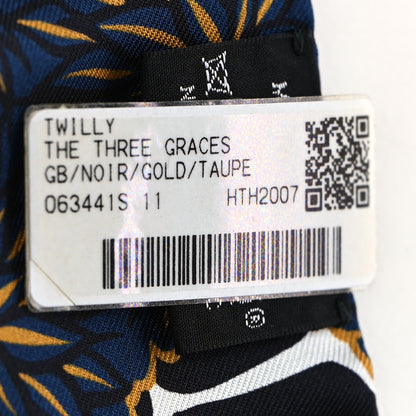 TWILLY
THE THREE GRACES
GB/NOIR/GOLD/TAUPE
063441S 11 HTH2007